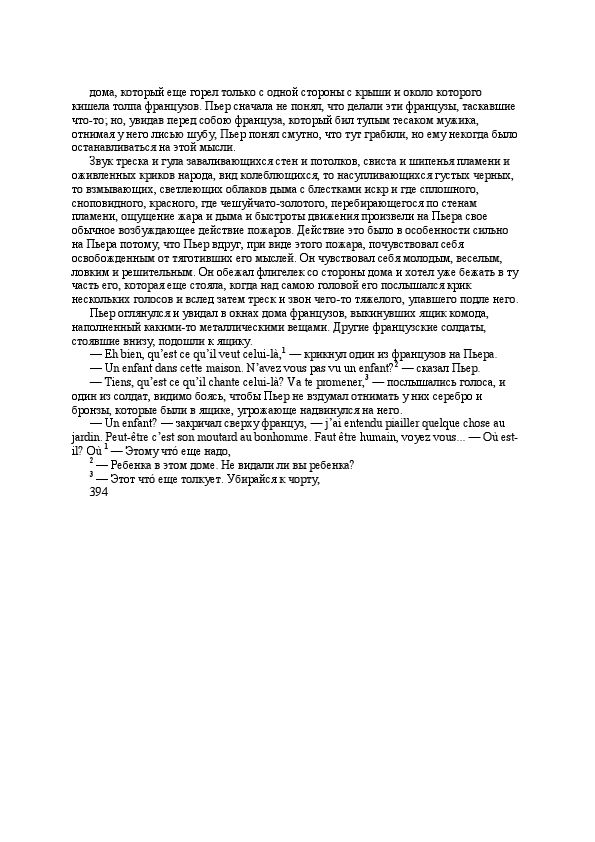 дома, который еще горел только с одной стороны с крыши и около которого
кишела толпа французов. Пьер сначала не понял, что делали эти французы, таскавшие
что-то; но, увидав перед собою француза, который бил тупым тесаком мужика,
отнимая у него лисью шубу, Пьер понял смутно, что тут грабили, но ему некогда было
останавливаться на этой мысли.
Звук треска и гула заваливающихся стен и потолков, свиста и шипенья пламени и
оживленных криков народа, вид колеблющихся, то насупливающихся густых черных,
то взмывающих, светлеющих облаков дыма с блестками искр и где сплошного,
сноповидного, красного, где чешуйчато-золотого, перебирающегося по стенам
пламени, ощущение жара и дыма и быстроты движения произвели на Пьера свое
обычное возбуждающее действие пожаров. Действие это было в особенности сильно
на Пьера потому, что Пьер вдруг, при виде этого пожара, почувствовал себя
освобожденным от тяготивших его мыслей. Он чувствовал себя молодым, веселым,
ловким и решительным. Он обежал флигелек со стороны дома и хотел уже бежать в ту
часть его, которая еще стояла, когда над самою головой его послышался крик
нескольких голосов и вслед затем треск и звон чего-то тяжелого, упавшего подле него.
Пьер оглянулся и увидал в окнах дома французов, выкинувших ящик комода,
наполненный какими-то металлическими вещами. Другие французские солдаты,
стоявшие внизу, подошли к ящику.
— Eh bien, qu’est ce qu’il veut celui-là,1 — крикнул один из французов на Пьера.
— Un enfant dans cette maison. N’avez vous pas vu un enfant?2 — сказал Пьер.
— Tiens, qu’est ce qu’il chante celui-là? Va te promener,3 — послышались голоса, и
один из солдат, видимо боясь, чтобы Пьер не вздумал отнимать у них серебро и
бронзы, которые были в ящике, угрожающе надвинулся на него.
— Un enfant? — закричал сверху француз, — j’ai entendu piailler quelque chose au
jardin. Peut-être c’est son moutard au bonhomme. Faut être humain, voyez vous... — Où est-
il? Où 1 — Этому что́ еще надо,
2 — Ребенка в этом доме. Не видали ли вы ребенка?
3 — Этот что́ еще толкует. Убирайся к чорту,
394